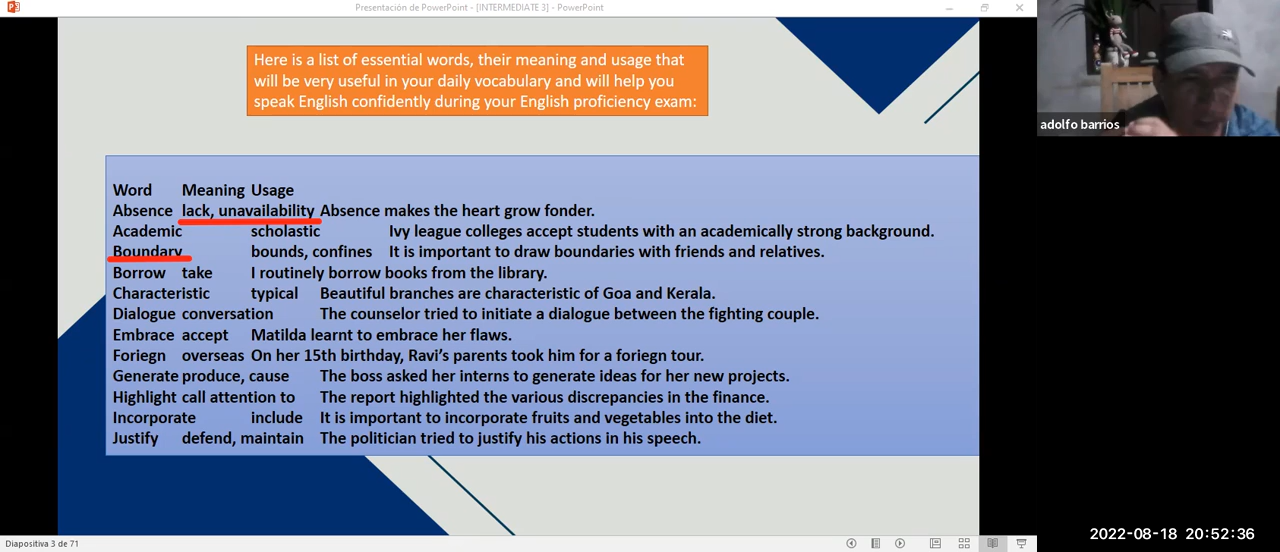 Presentación de PowerPoint - [INTERMEDIATE 3] - PowerPoint
Here is a list of essential words, their meaning and usage that
will be very useful in your daily vocabulary and will help you
speak English confidently during your English proficiency exam:
adolfo barrios
Word Meaning Usage
Absence lack, unavailability Absence makes the heart grow fonder.
Academic scholastic Ivy league colleges accept students with an academically strong background.
Boundary bounds, confines It is important to draw boundaries with friends and relatives.
Borrow take I routinely borrow books from the library.
Characteristic typical Beautiful branches are characteristic of Goa and Kerala.
Dialogue conversation The counselor tried to initiate a dialogue between the fighting couple.
Embrace accept Matilda learnt to embrace her flaws.
Foriegn overseas On her 15th birthday, Ravi's parents took him for a foriegn tour.
Generate produce, cause The boss asked her interns to generate ideas for her new projects.
Highlight call attention to The report highlighted the various discrepancies in the finance.
Incorporate include It is important to incorporate fruits and vegetables into the diet.
Justify defend, maintain The politician tried to justify his actions in his speech.
Diapositiva 3 de 71
2022-08-18 20:52:36